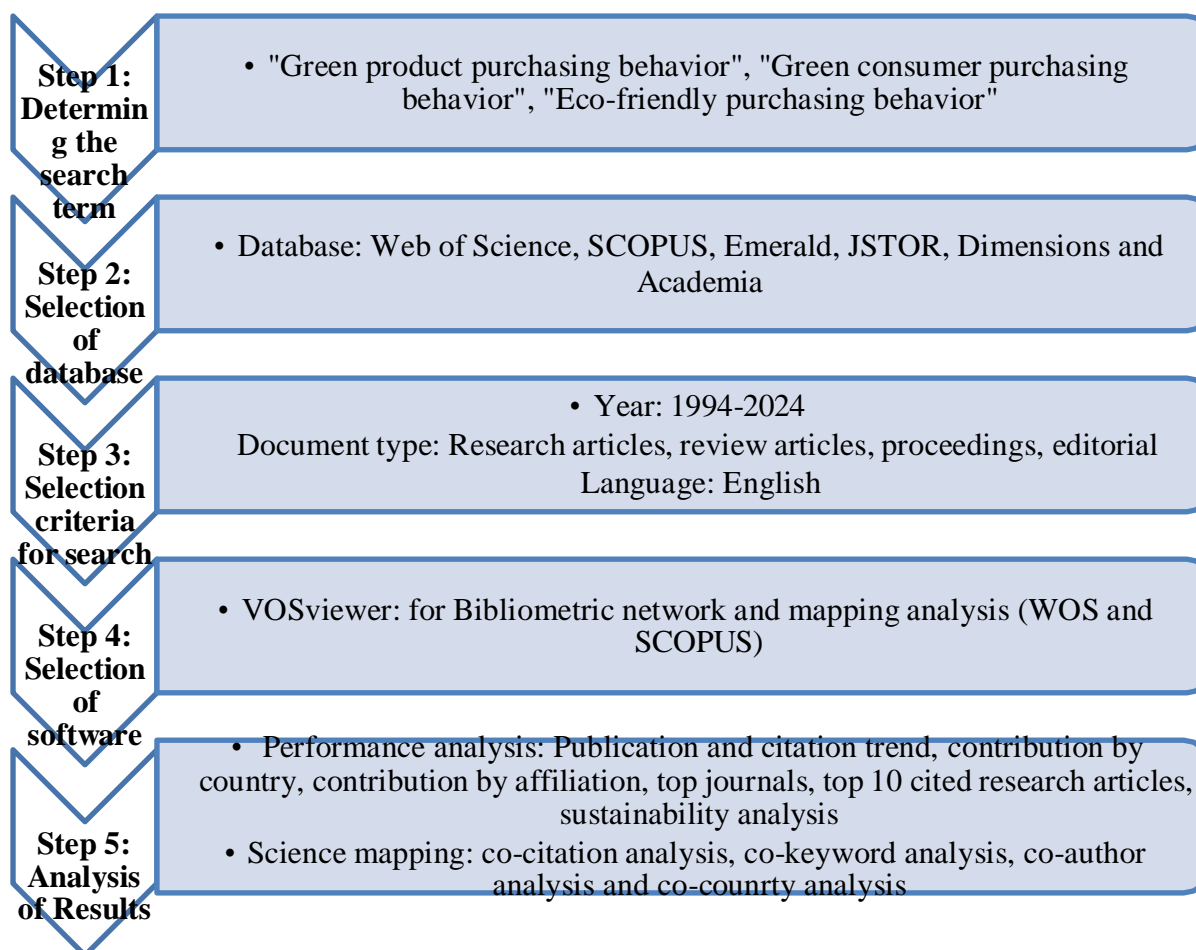 Step 1:
Determin
g the
search
term
• "Green product purchasing behavior", "Green consumer purchasing
behavior", "Eco-friendly purchasing behavior"
Step 2:
Selection
of
database
• Database: Web of Science, SCOPUS, Emerald, JSTOR, Dimensions and
Academia
Step 3:
Selection
criteria
for search
• Year: 1994-2024
Document type: Research articles, review articles, proceedings, editorial
Language: English
Step 4:
Selection
of
software
• VOSviewer: for Bibliometric network and mapping analysis (WOS and
SCOPUS)
Step 5:
Analysis
of Results
• Performance analysis: Publication and citation trend, contribution by
country, contribution by affiliation, top journals, top 10 cited research articles,
sustainability analysis
• Science mapping: co-citation analysis, co-keyword analysis, co-author
analysis and co-counrty analysis